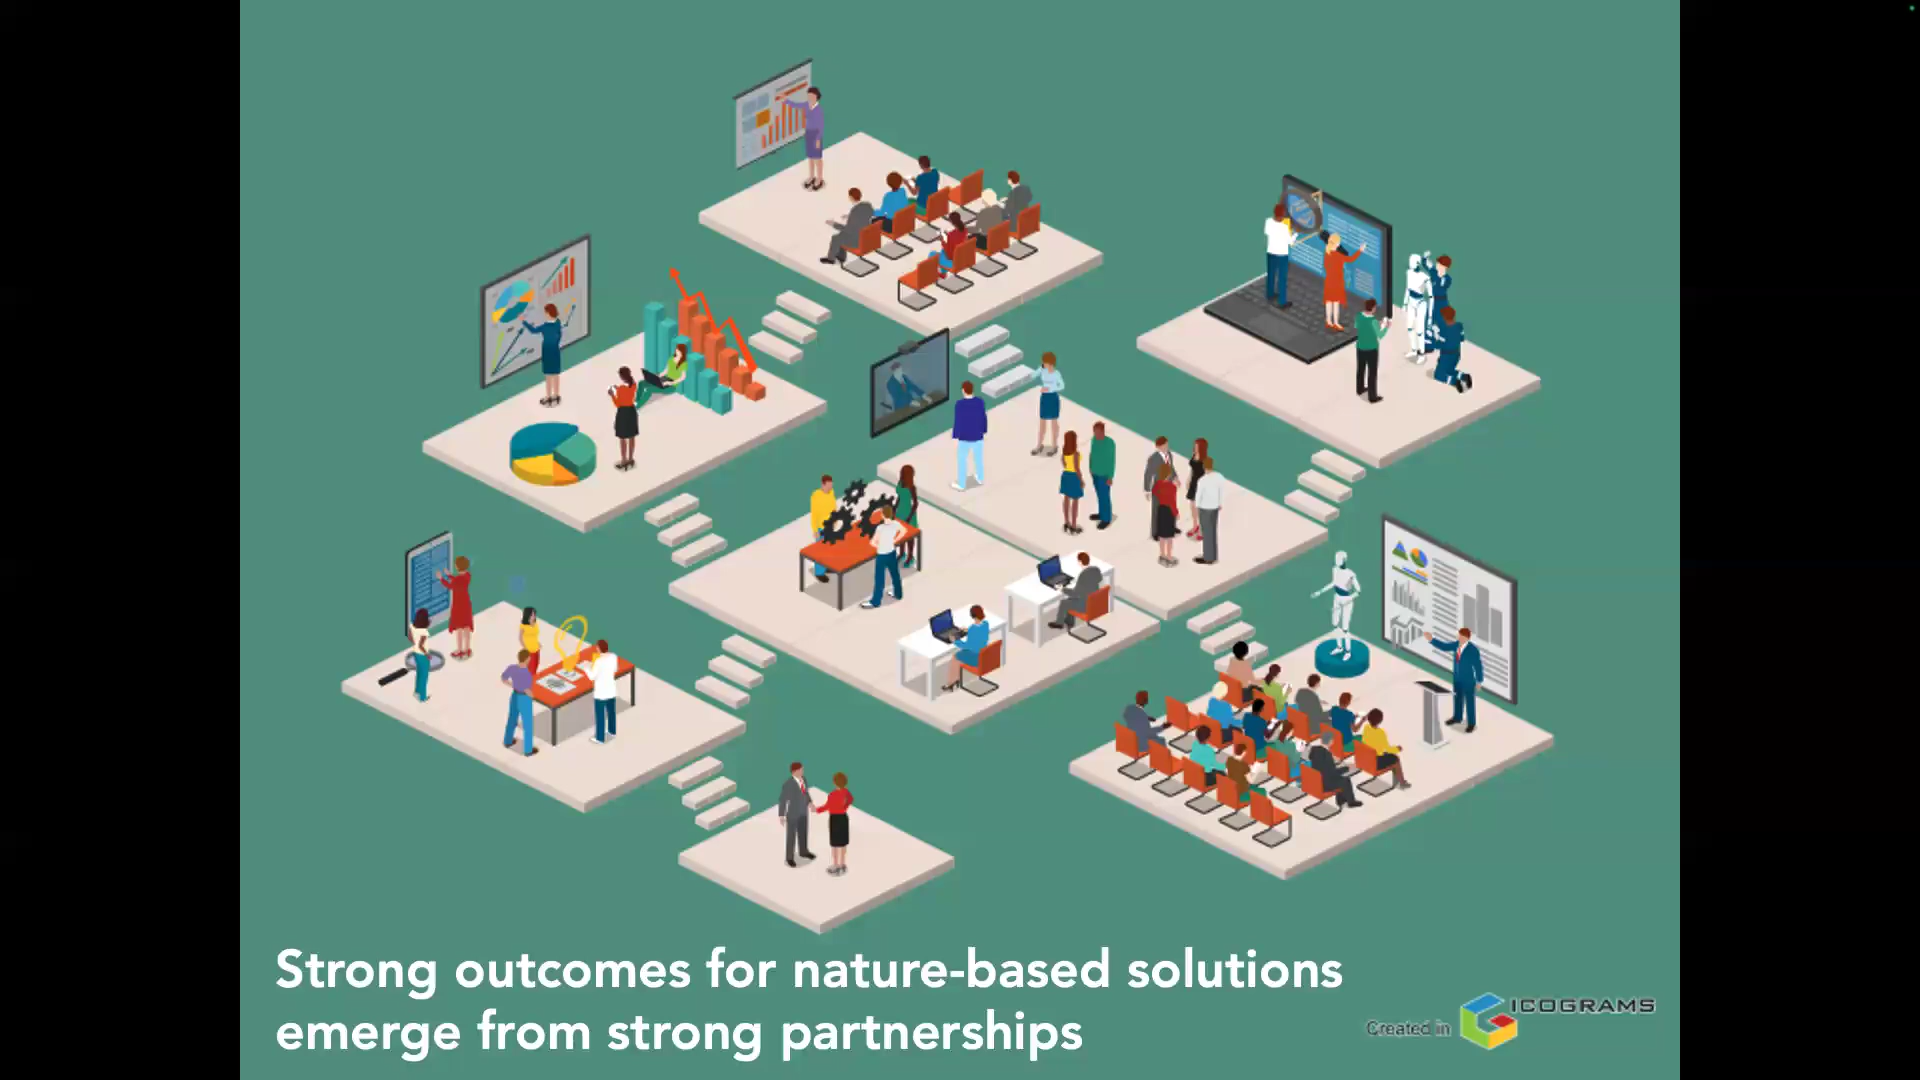 Strong outcomes for nature-based solutions
emerge from strong partnerships
Created in ICOGRAMS